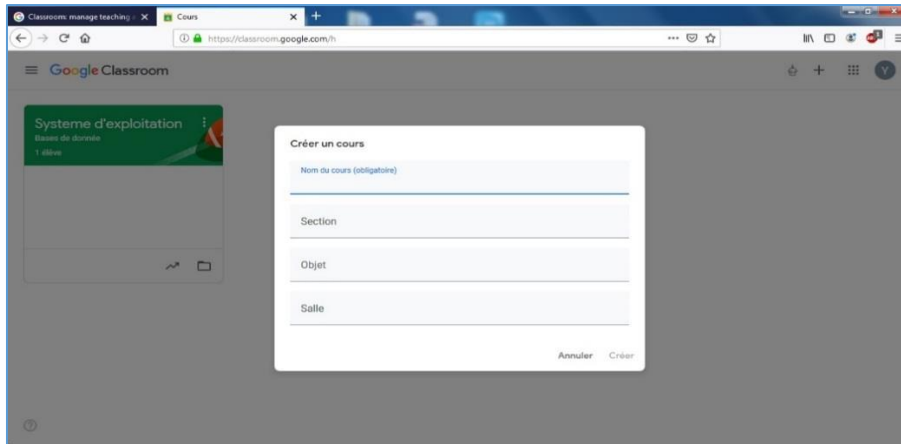 Classroom: manage teaching
Cours
https://classroom.google.com/h
Google Classroom
Y
Systeme d'exploitation
Bases de donnée
1 élève
Créer un cours
Nom du cours (obligatoire)
Section
Objet
Salle
Annuler Créer